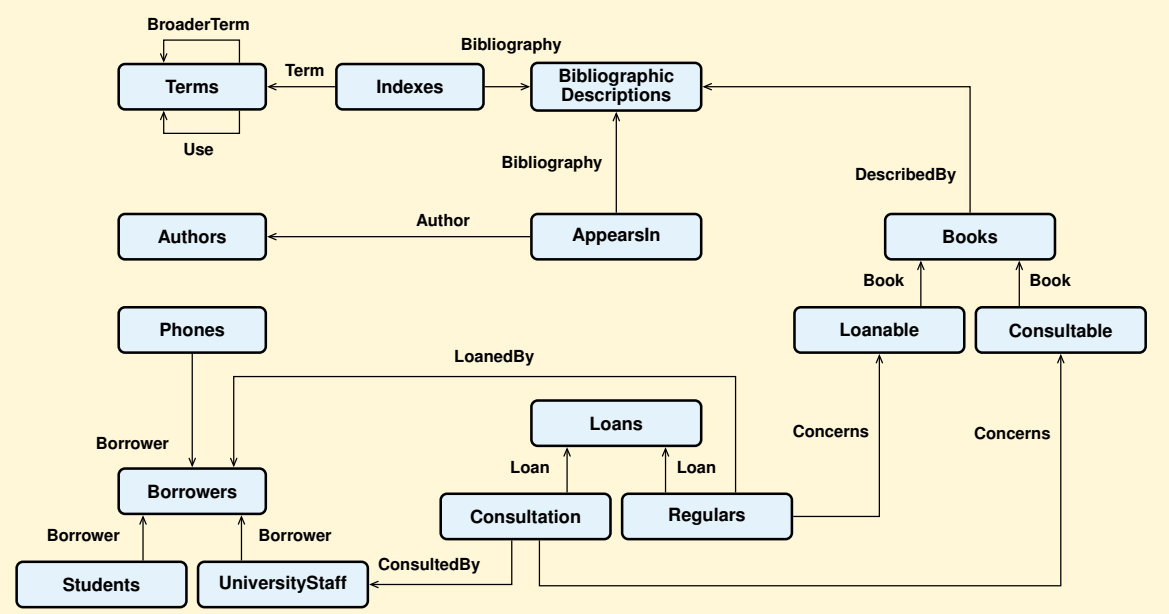 BroaderTerm
Bibliography
Term
Terms
Indexes
Bibliographic
Descriptions
Use
Bibliography
DescribedBy
Authors
Author
AppearsIn
Books
Book
Book
Phones
Loanable
Consultable
LoanedBy
Loans
Concerns
Concerns
Borrower
Loan
Loan
Borrowers
Consultation
Regulars
Borrower
Borrower
ConsultedBy
Students
UniversityStaff